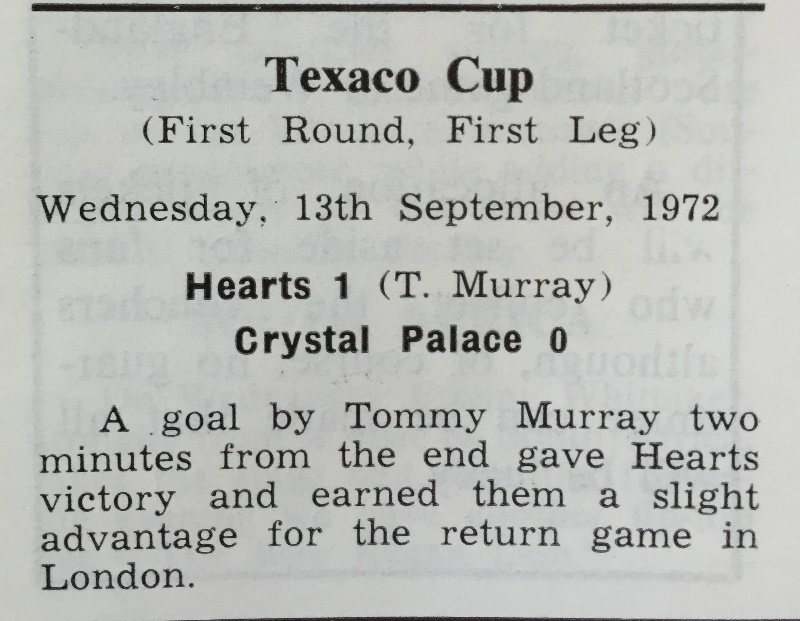 Texaco Cup
(First Round, First Leg)
Wednesday, 13th September, 1972
Hearts 1 (T. Murray)
Crystal Palace 0
A goal by Tommy Murray two
minutes from the end gave Hearts
victory and earned them a slight
advantage for the return game in
London.